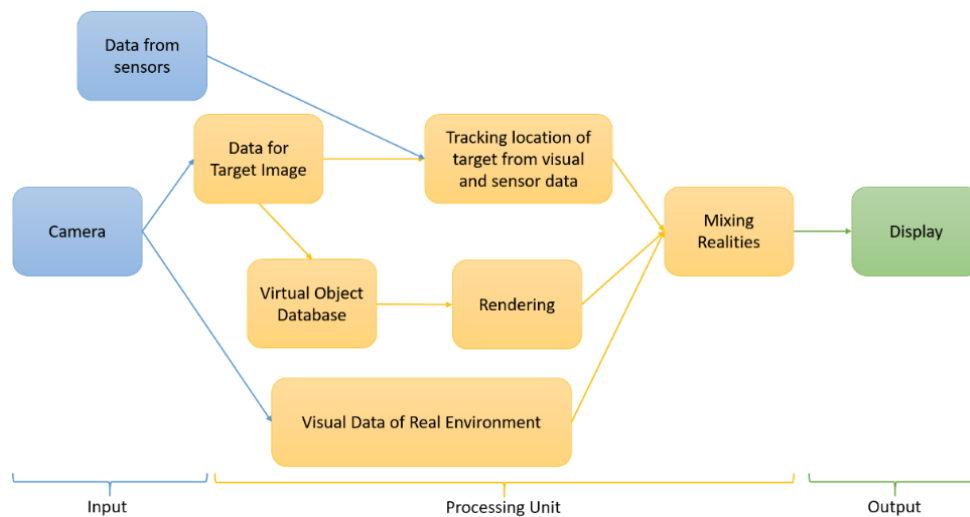 Data from
sensors
Data for
Target Image
Tracking location of
target from visual
and sensor data
Camera
Mixing
Realities
Display
Virtual Object
Database
Rendering
Visual Data of Real Environment
Input
Processing Unit
Output